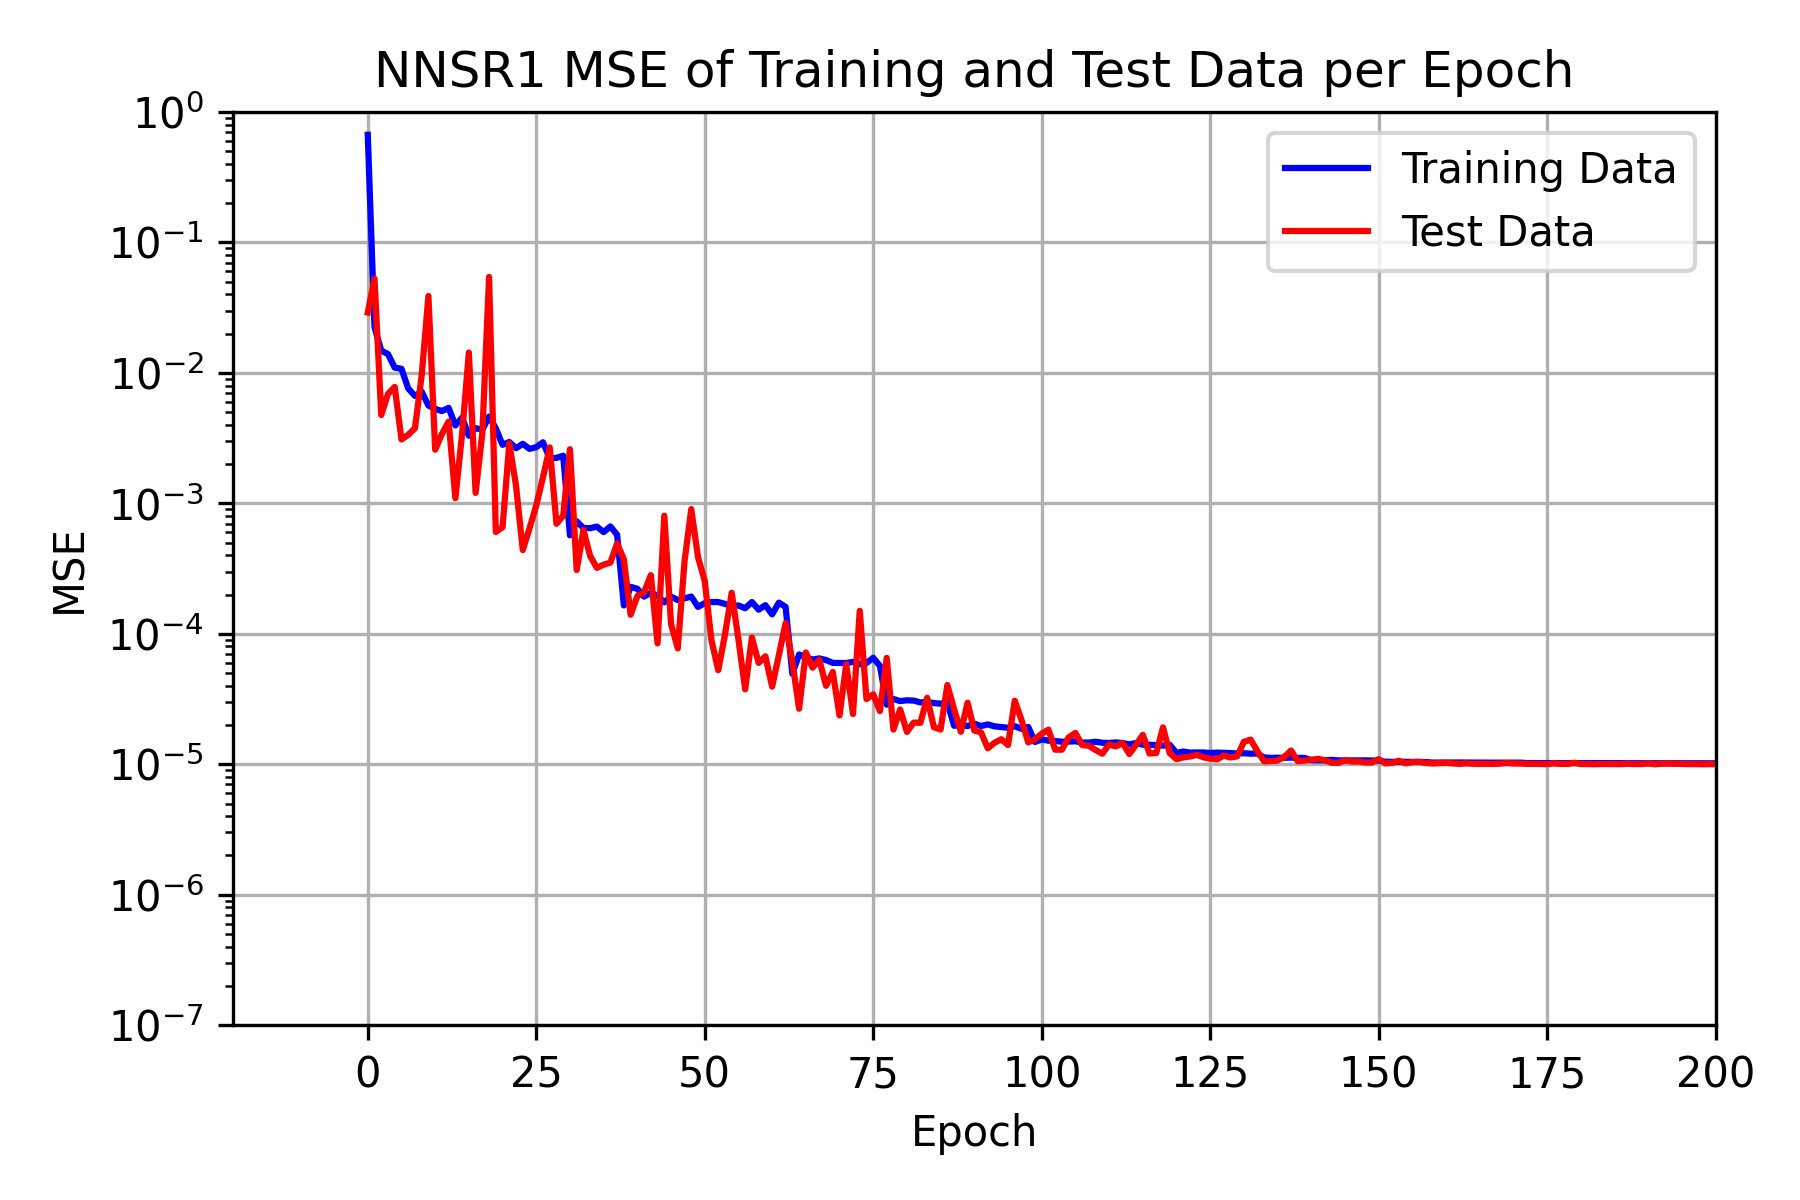 NNSR1 MSE of Training and Test Data per Epoch
10⁰
10⁻¹
10⁻²
10⁻³
10⁻⁴
10⁻⁵
10⁻⁶
10⁻⁷
MSE
Training Data
Test Data
0 25 50 75 100 125 150 175 200
Epoch